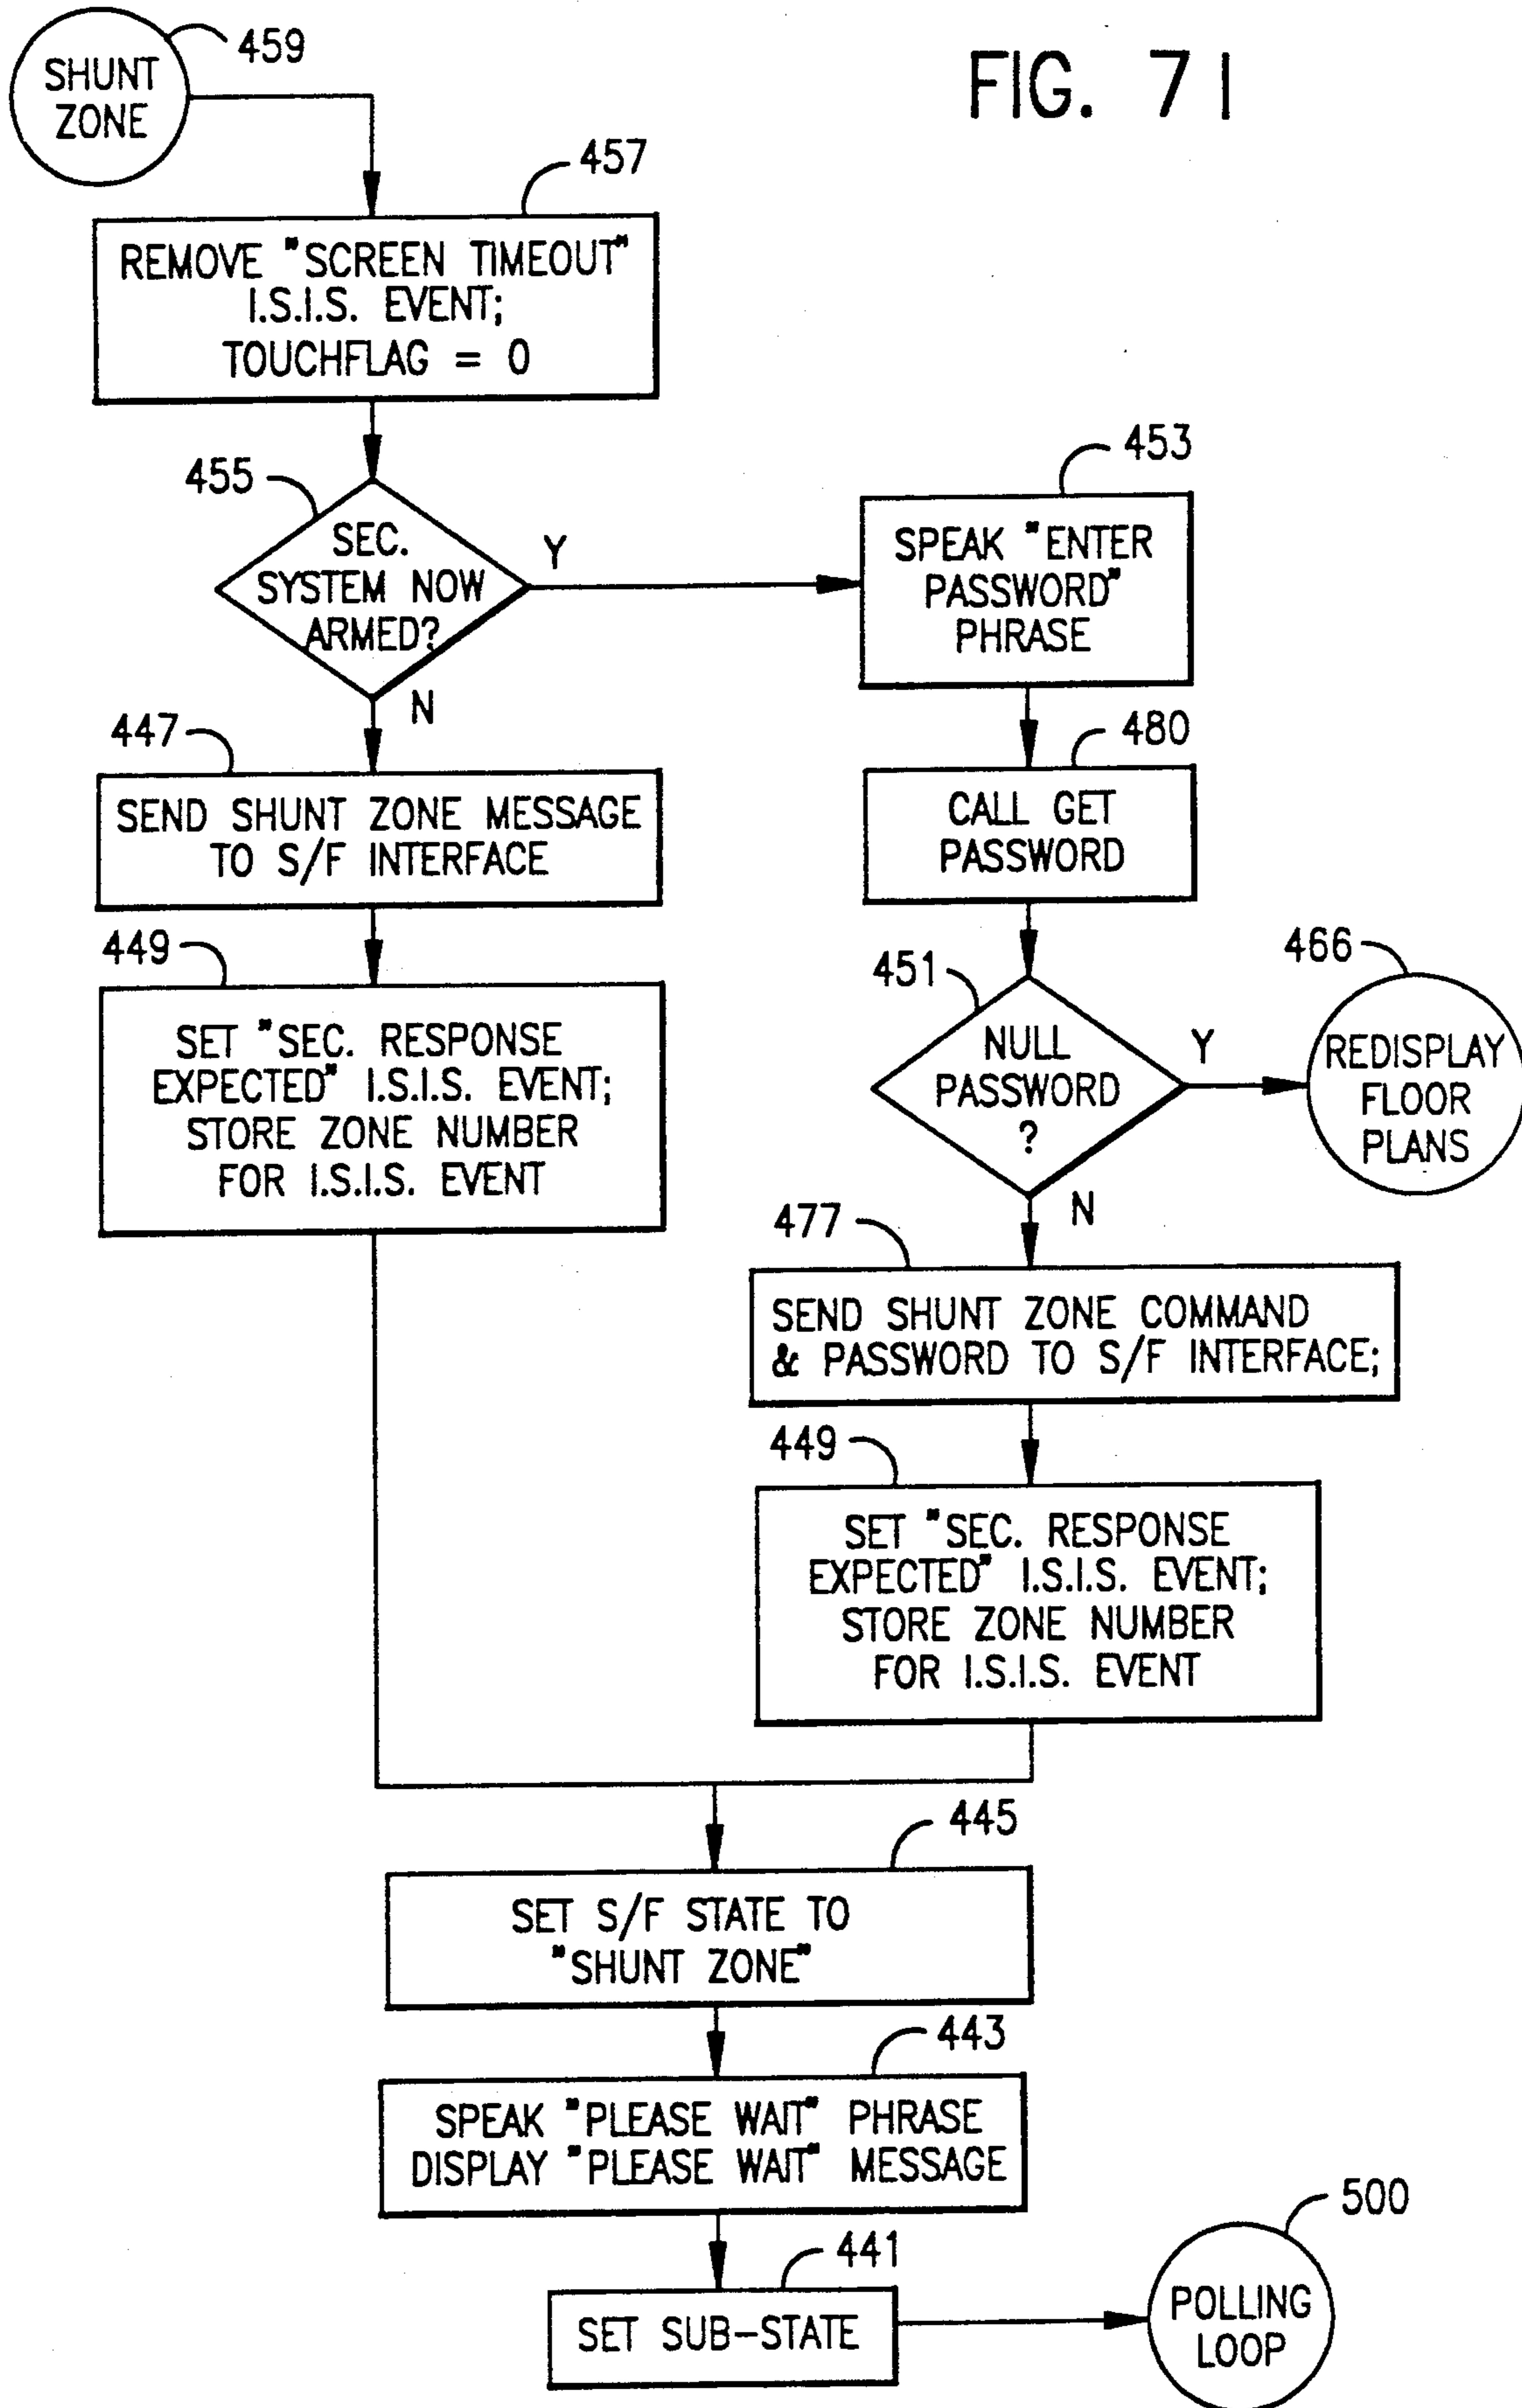 FIG. 71
459
SHUNT
ZONE
457
REMOVE "SCREEN TIMEOUT"
I.S.I.S. EVENT;
TOUCHFLAG = 0
455
SEC.
SYSTEM NOW
ARMED?
Y
N
453
SPEAK "ENTER
PASSWORD"
PHRASE
447
SEND SHUNT ZONE MESSAGE
TO S/F INTERFACE
480
CALL GET
PASSWORD
449
SET "SEC. RESPONSE
EXPECTED" I.S.I.S. EVENT;
STORE ZONE NUMBER
FOR I.S.I.S. EVENT
451
NULL
PASSWORD
?
Y
N
466
REDISPLAY
FLOOR
PLANS
477
SEND SHUNT ZONE COMMAND
& PASSWORD TO S/F INTERFACE;
449
SET "SEC. RESPONSE
EXPECTED" I.S.I.S. EVENT;
STORE ZONE NUMBER
FOR I.S.I.S. EVENT
445
SET S/F STATE TO
"SHUNT ZONE"
443
SPEAK "PLEASE WAIT" PHRASE
DISPLAY "PLEASE WAIT" MESSAGE
441
SET SUB-STATE
500
POLLING
LOOP